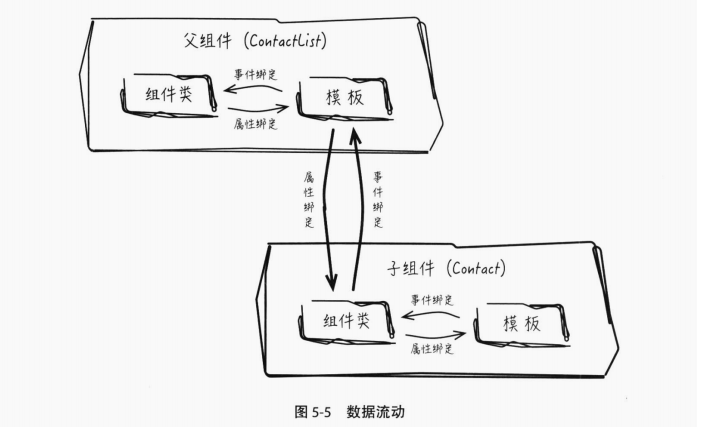 父组件 (ContactList)
事件绑定
组件类
模板
属性绑定
属性绑定
事件绑定
子组件 (Contact)
事件绑定
组件类
模板
属性绑定
图 5-5 数据流动